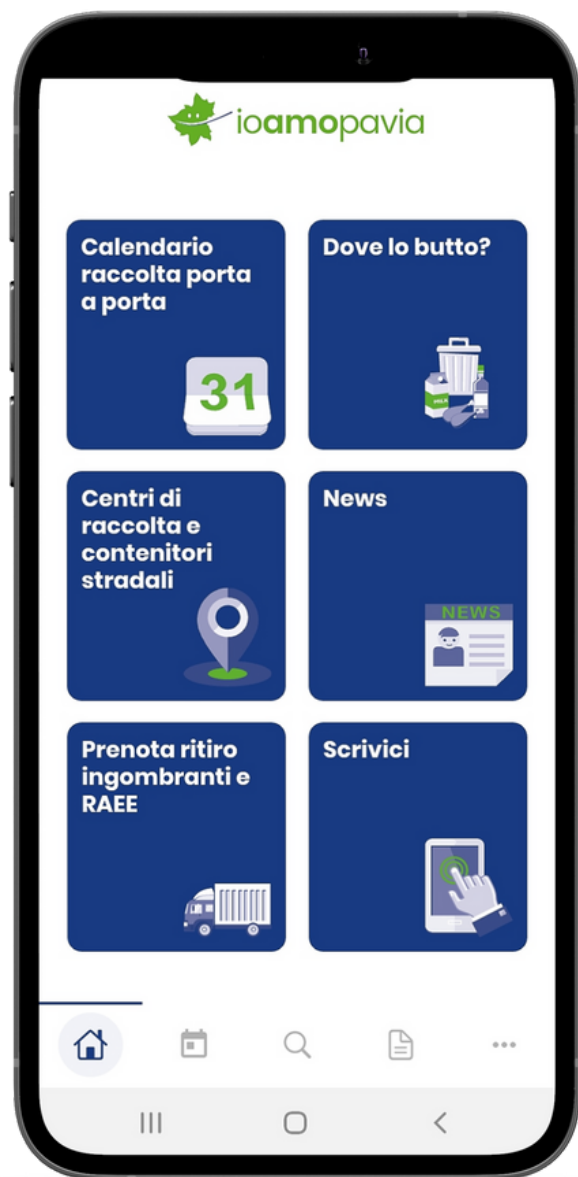 ioamopavia
Calendario
raccolta porta
a porta
31
Dove lo butto?
MILK
Centri di
raccolta e
contenitori
stradali
News
NEWS
Prenota ritiro
ingombranti e
RAEE
Scrivici